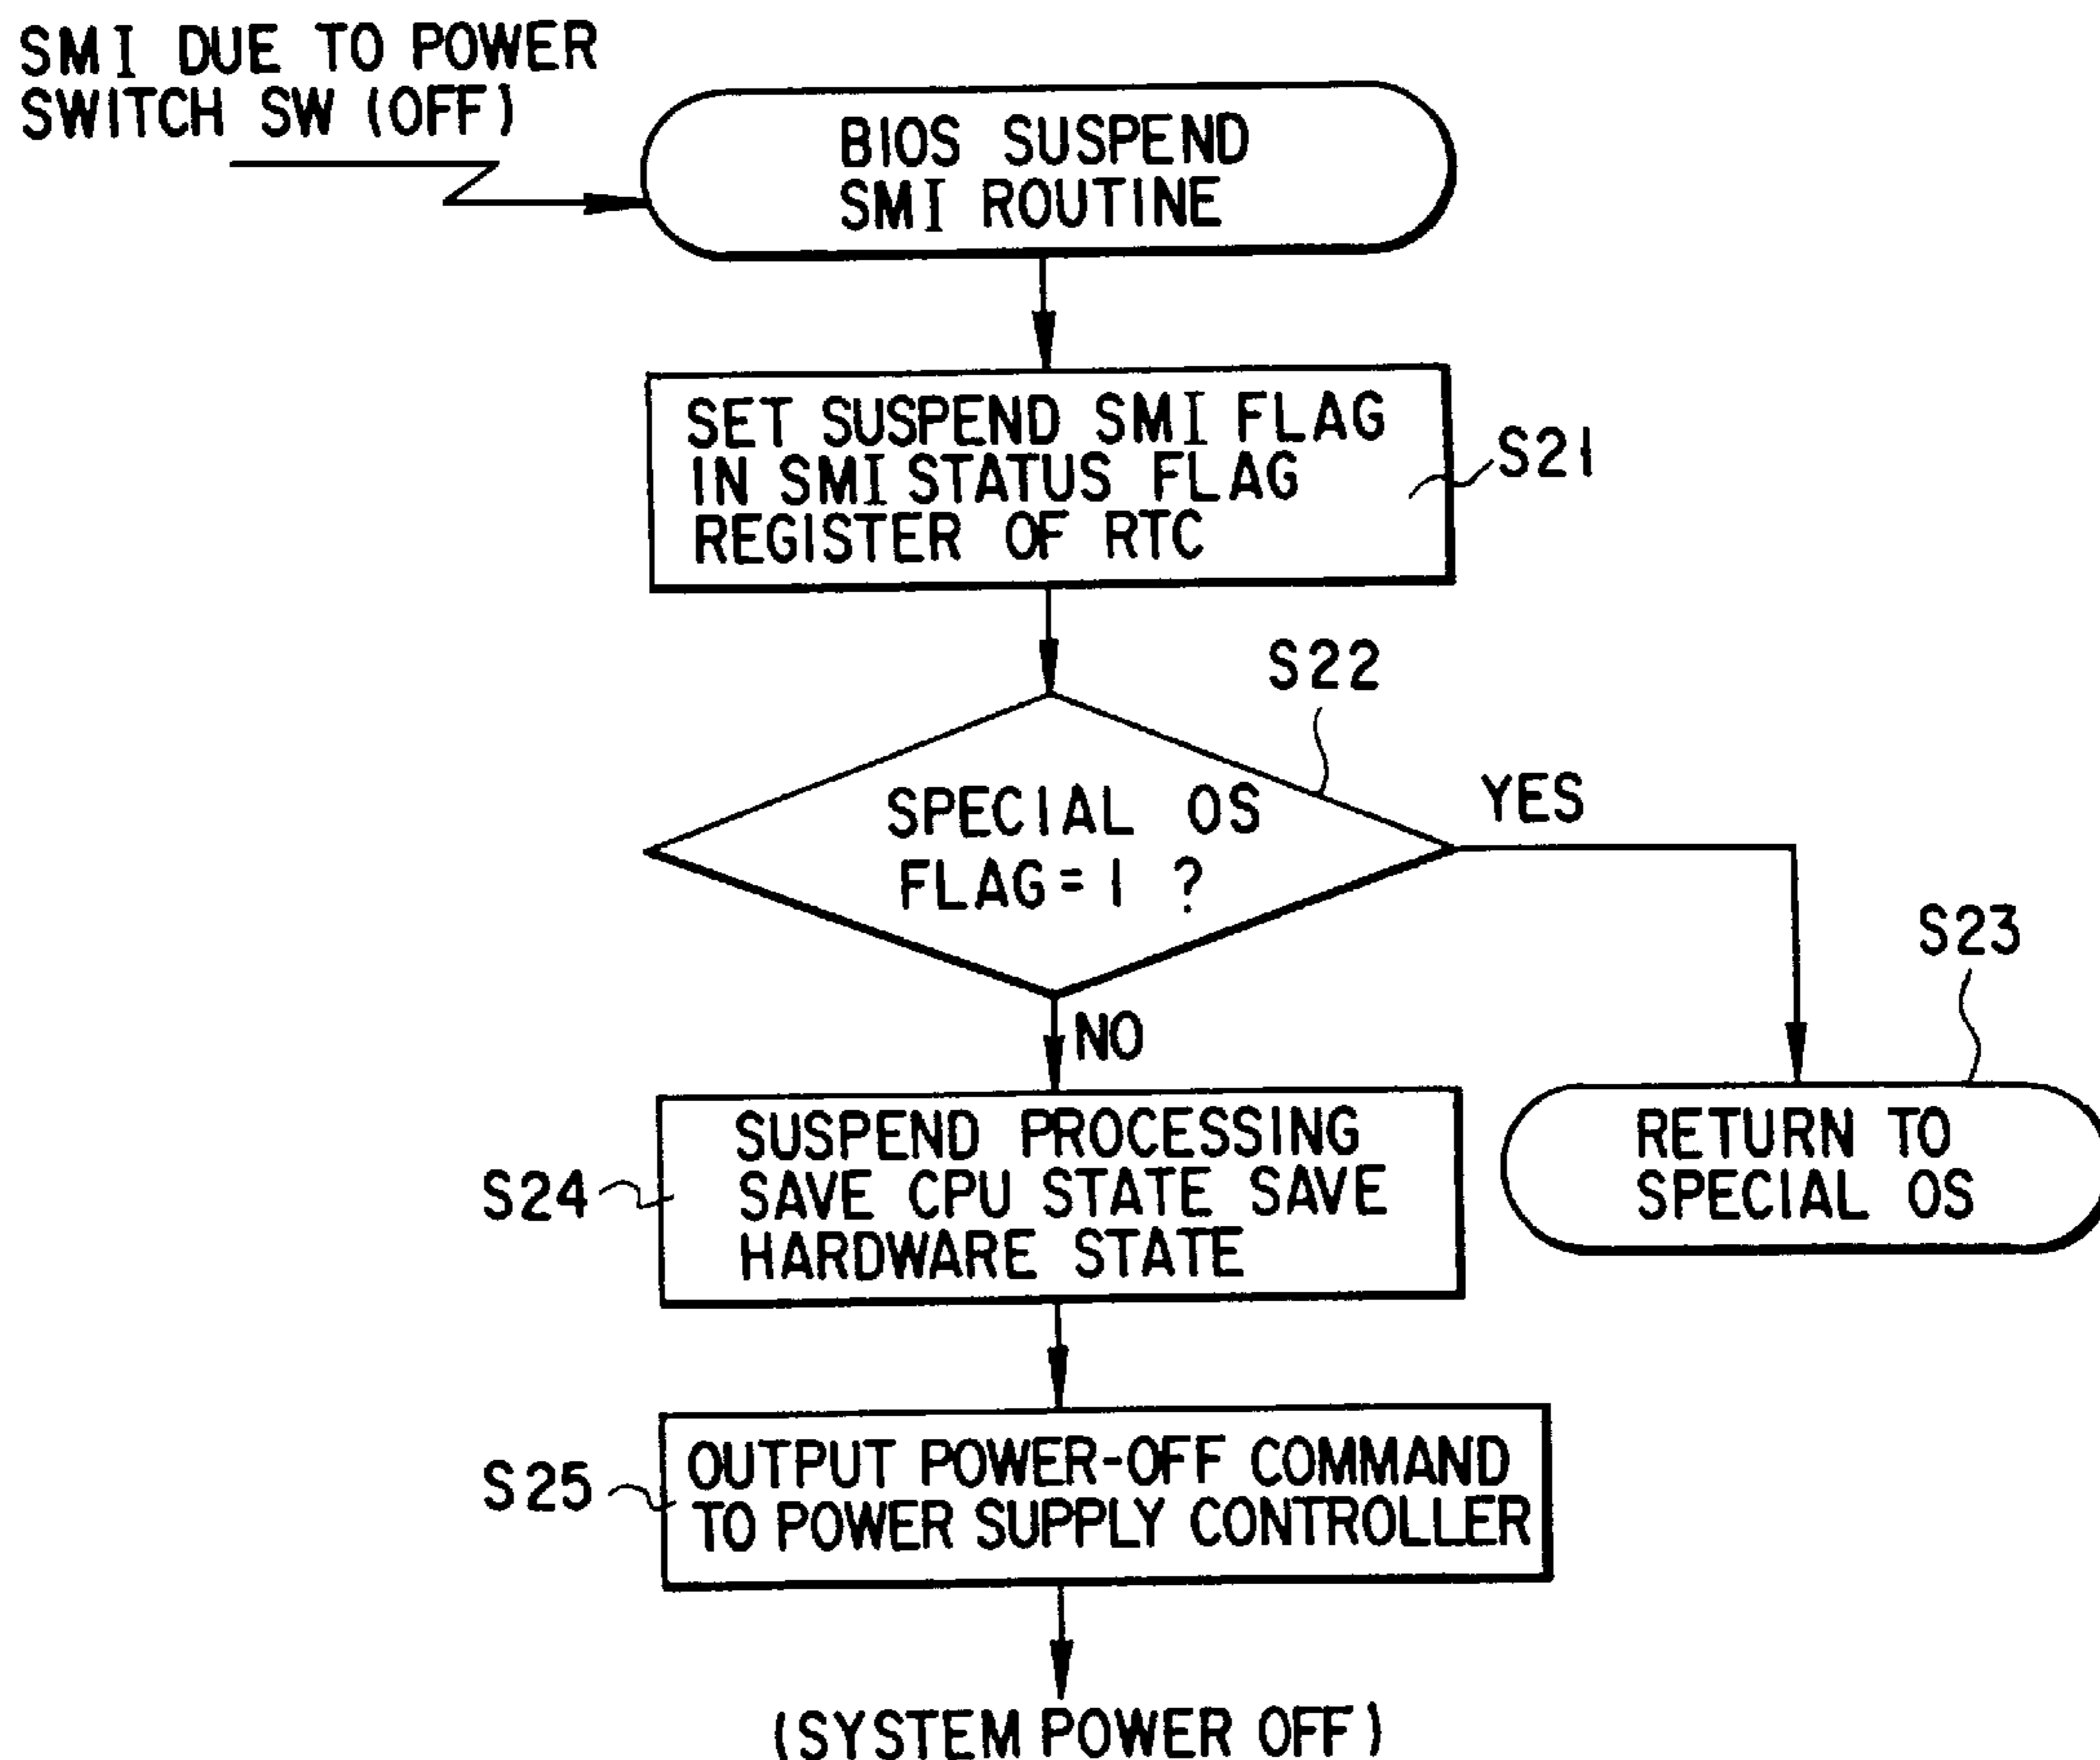 SMI DUE TO POWER
SWITCH SW (OFF)
BIOS SUSPEND
SMI ROUTINE
SET SUSPEND SMI FLAG
IN SMI STATUS FLAG
REGISTER OF RTC
S21
S22
SPECIAL OS
FLAG=1 ?
YES
NO
S23
RETURN TO
SPECIAL OS
S24
SUSPEND PROCESSING
SAVE CPU STATE SAVE
HARDWARE STATE
S25
OUTPUT POWER-OFF COMMAND
TO POWER SUPPLY CONTROLLER
(SYSTEM POWER OFF)